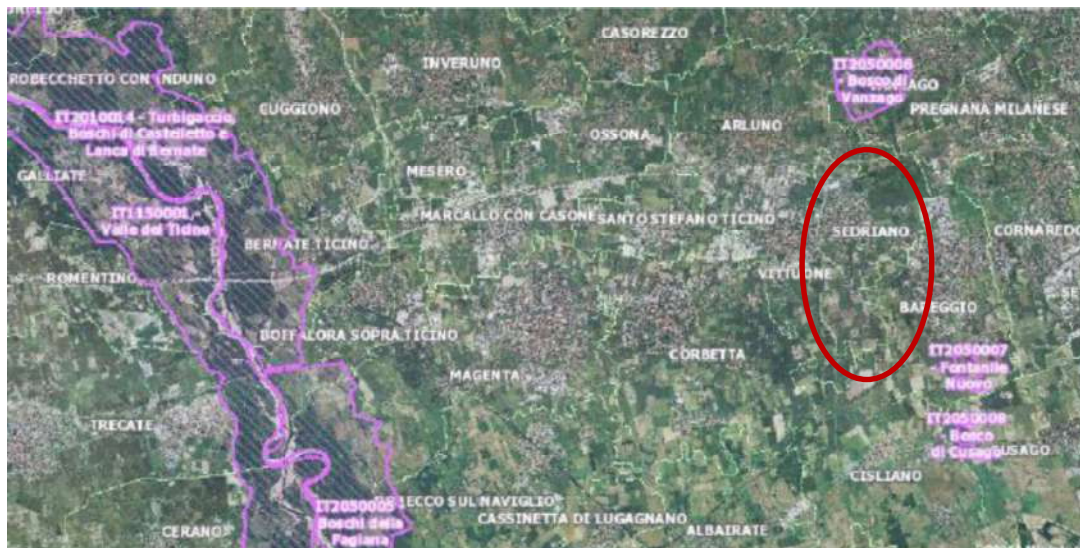 CASOREZZO
INVERUNO
IT2050006
- Bosco di
Vanzago
ROBECCHETTO CON INDUNO
CUGGIONO
PREGNANA MILANESE
IT2010014 - Turbigaccio,
Boschi di Castelletto e
Lanca di Bernate
OSSONA
ARLUNO
GALLIATE
MESERO
IT1150001 -
Valle del Ticino
MARCALLO CON CASONE
SANTO STEFANO TICINO
SEDRIANO
CORNAREDO
BERNATE TICINO
ROMENTINO
VITTUONE
BAREGGIO
BOFFALORA SOPRA TICINO
CORBETTA
IT2050007
- Fontanile
Nuovo
MAGENTA
TRECATE
IT2050008
- Bosco
di Cusago
CUSAGO
CISLIANO
IT2050005
Boschi della
Fagiana
ROBECCO SUL NAVIGLIO
CASSINETTA DI LUGAGNANO
CERANO
ALBAIRATE